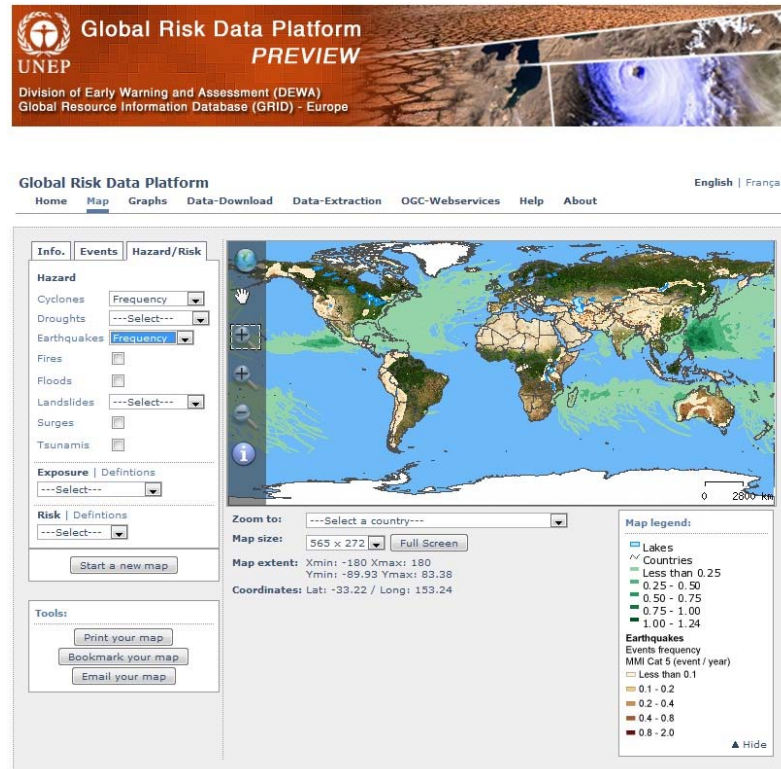 Global Risk Data Platform
PREVIEW
UNEP
Division of Early Warning and Assessment (DEWA)
Global Resource Information Database (GRID) - Europe
Global Risk Data Platform
English | França
Home Map Graphs Data-Download Data-Extraction OGC-Webservices Help About
Info. Events Hazard/Risk
Hazard
Cyclones Frequency
Droughts ---Select---
Earthquakes Frequency
Fires
Floods
Landslides ---Select---
Surges
Tsunamis
Exposure | Defintions
---Select---
Risk | Defintions
---Select---
Start a new map
Tools:
Print your map
Bookmark your map
Email your map
0 2800 km
Zoom to: ---Select a country---
Map size: 565 x 272 Full Screen
Map extent: Xmin: -180 Xmax: 180
Ymin: -89.93 Ymax: 83.38
Coordinates: Lat: -33.22 / Long: 153.24
Map legend:
Lakes
Countries
Less than 0.25
0.25 - 0.50
0.50 - 0.75
0.75 - 1.00
1.00 - 1.24
Earthquakes
Events frequency
MMI Cat 5 (event / year)
Less than 0.1
0.1 - 0.2
0.2 - 0.4
0.4 - 0.8
0.8 - 2.0
Hide